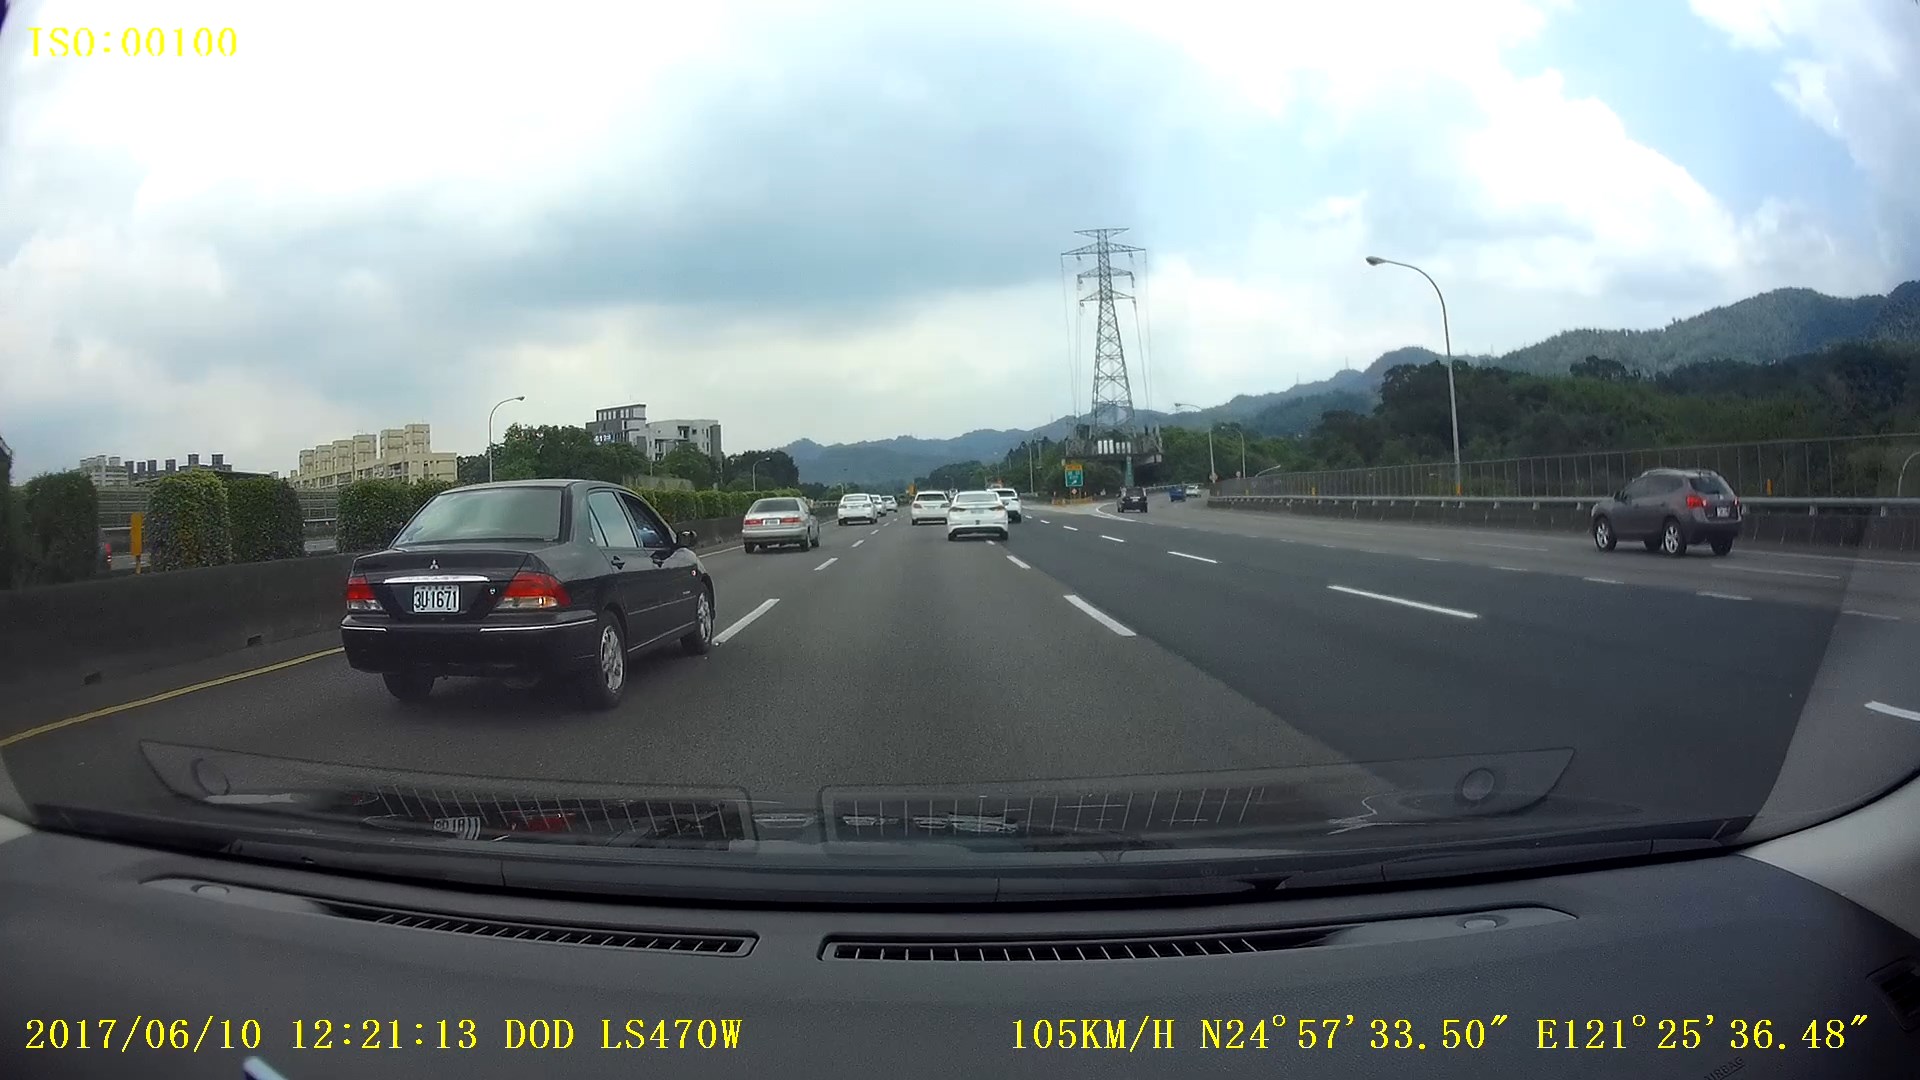 ISO:00100
3U·1671
2017/06/10 12:21:13 DOD LS470W
105KM/H N24°57'33.50" E121°25'36.48"
AIRBAG